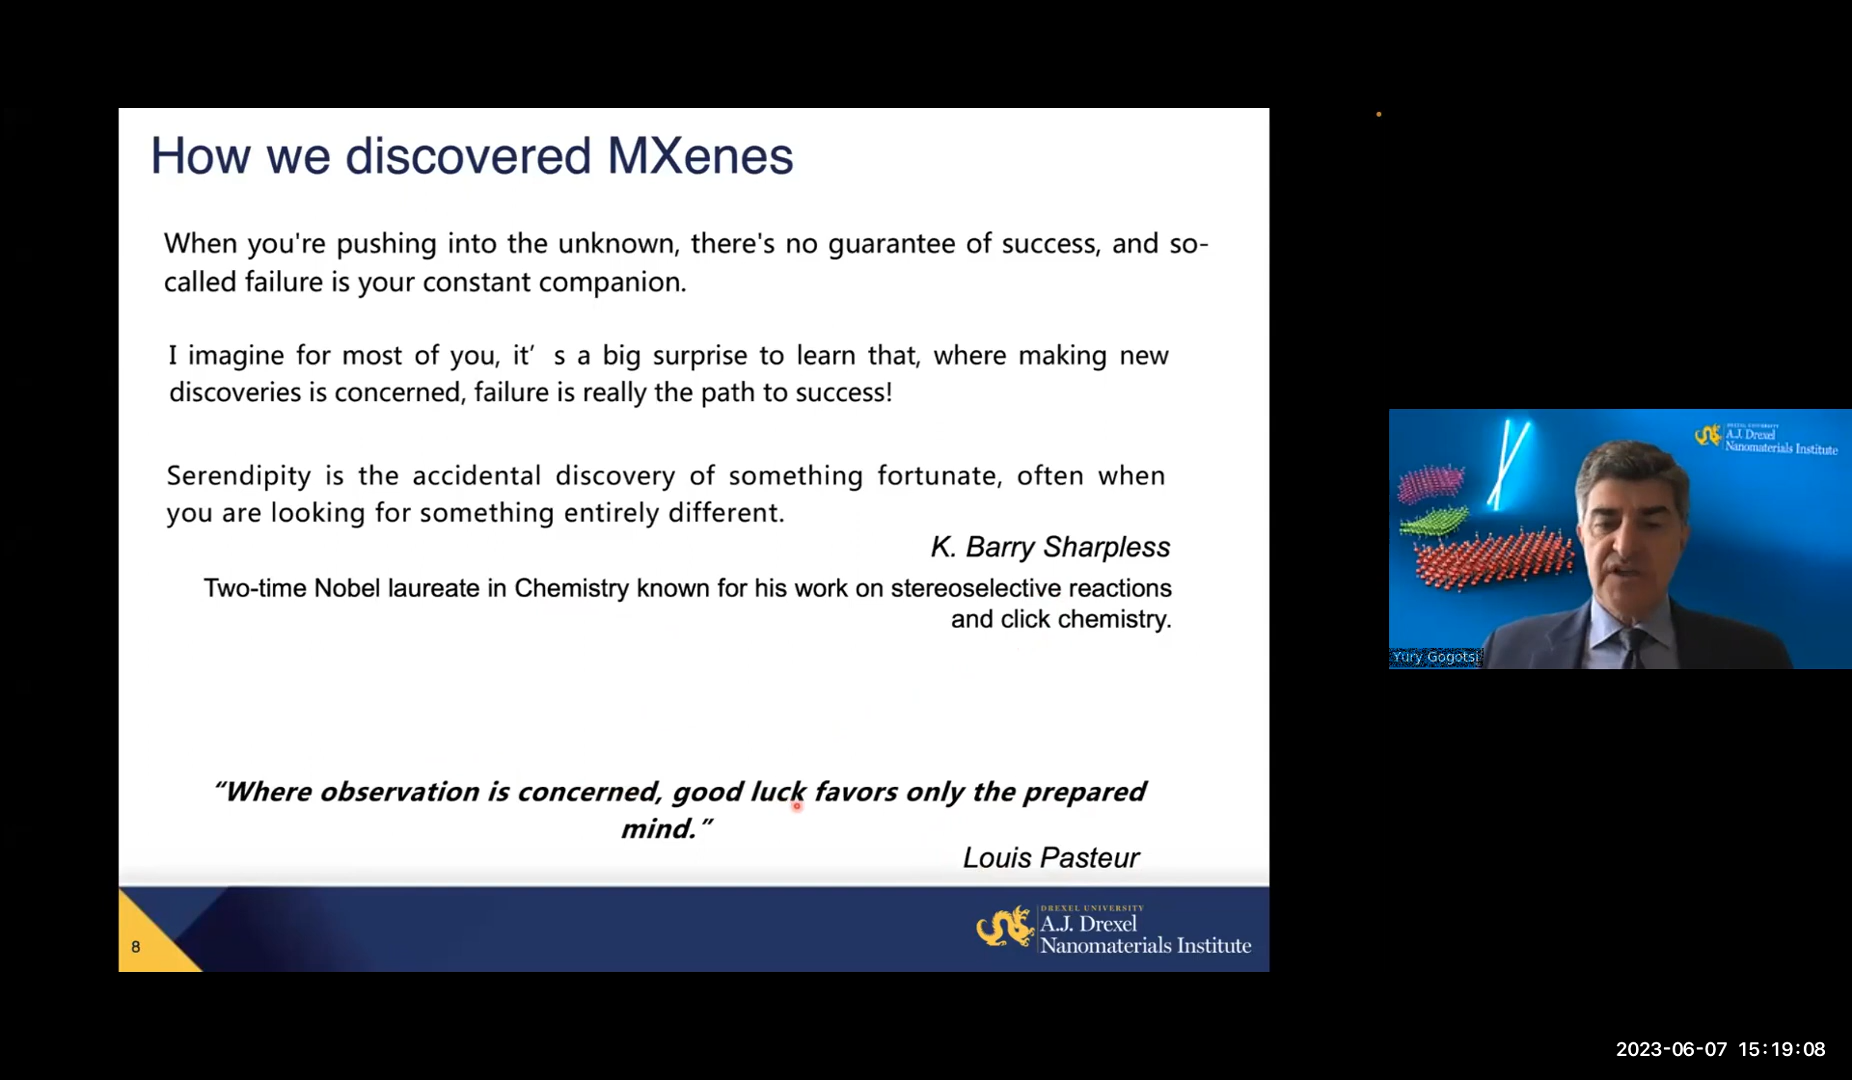 How we discovered MXenes
When you're pushing into the unknown, there's no guarantee of success, and so-
called failure is your constant companion.
I imagine for most of you, it’ s a big surprise to learn that, where making new
discoveries is concerned, failure is really the path to success!
Serendipity is the accidental discovery of something fortunate, often when
you are looking for something entirely different.
K. Barry Sharpless
Two-time Nobel laureate in Chemistry known for his work on stereoselective reactions
and click chemistry.
“Where observation is concerned, good luck favors only the prepared
mind.”
Louis Pasteur
8
DREXEL UNIVERSITY
A.J. Drexel
Nanomaterials Institute
DREXEL UNIVERSITY
A.J. Drexel
Nanomaterials Institute
Yury Gogotsi
2023-06-07 15:19:08